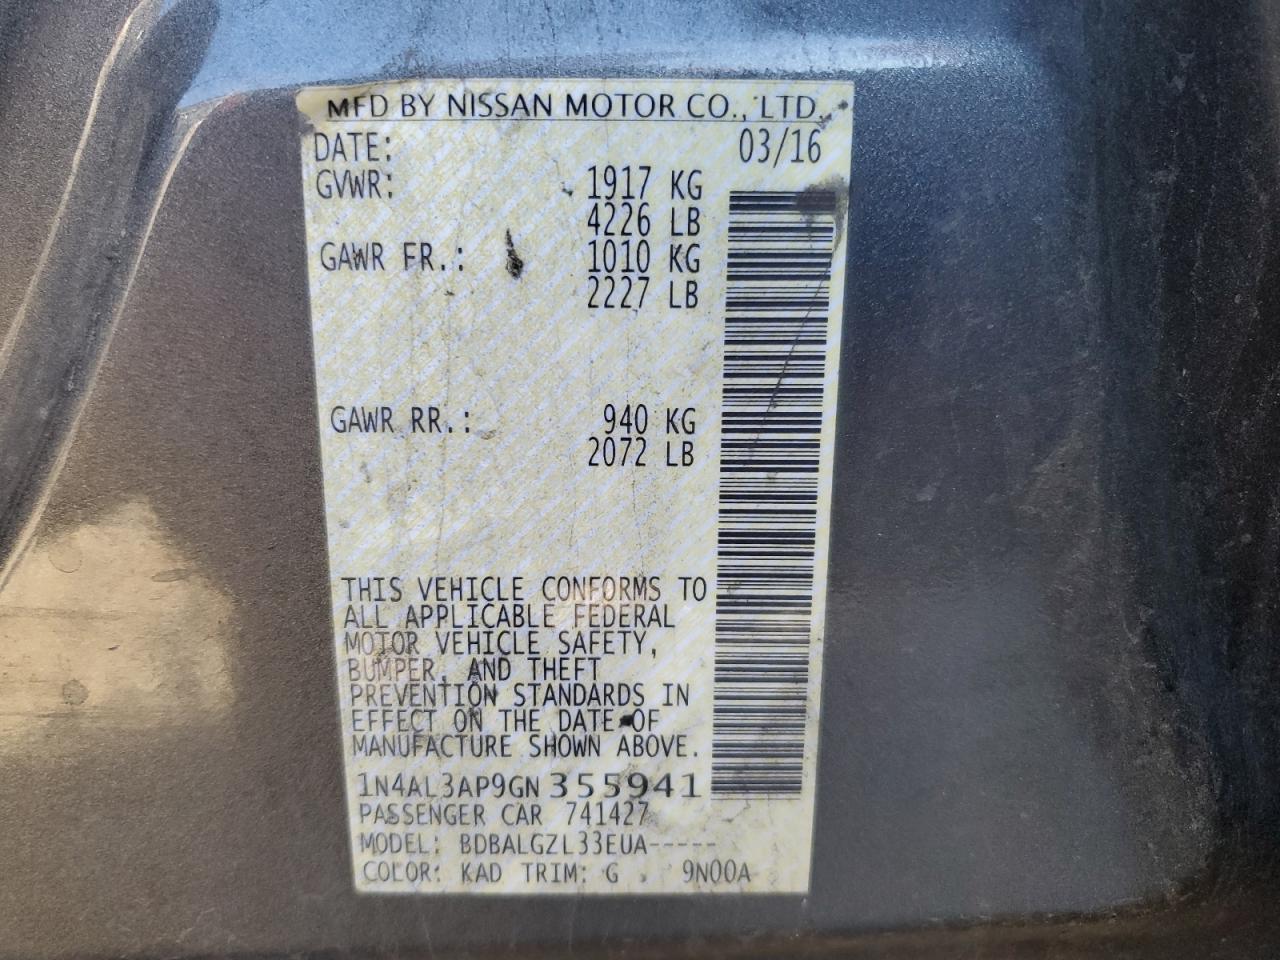 MFD BY NISSAN MOTOR CO., LTD.
DATE: 03/16
GVWR: 1917 KG
4226 LB
GAWR FR.: 1010 KG
2227 LB
GAWR RR.: 940 KG
2072 LB
THIS VEHICLE CONFORMS TO
ALL APPLICABLE FEDERAL
MOTOR VEHICLE SAFETY,
BUMPER, AND THEFT
PREVENTION STANDARDS IN
EFFECT ON THE DATE OF
MANUFACTURE SHOWN ABOVE.
1N4AL3AP9GN355941
PASSENGER CAR 741427
MODEL: BDBALGZL33EUA-----
COLOR: KAD TRIM: G , 9N00A